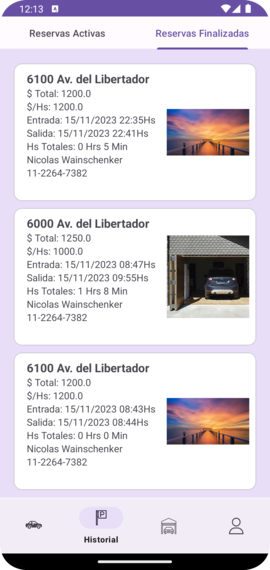 12:13
Reservas Activas
Reservas Finalizadas
6100 Av. del Libertador
$ Total: 1200.0
$/Hs: 1200.0
Entrada: 15/11/2023 22:35Hs
Salida: 15/11/2023 22:41Hs
Hs Totales: 0 Hrs 5 Min
Nicolas Wainschenker
11-2264-7382
6000 Av. del Libertador
$ Total: 1250.0
$/Hs: 1000.0
Entrada: 15/11/2023 08:47Hs
Salida: 15/11/2023 09:55Hs
Hs Totales: 1 Hrs 8 Min
Nicolas Wainschenker
11-2264-7382
6100 Av. del Libertador
$ Total: 1200.0
$/Hs: 1200.0
Entrada: 15/11/2023 08:43Hs
Salida: 15/11/2023 08:44Hs
Hs Totales: 0 Hrs 0 Min
Nicolas Wainschenker
11-2264-7382
P
Historial